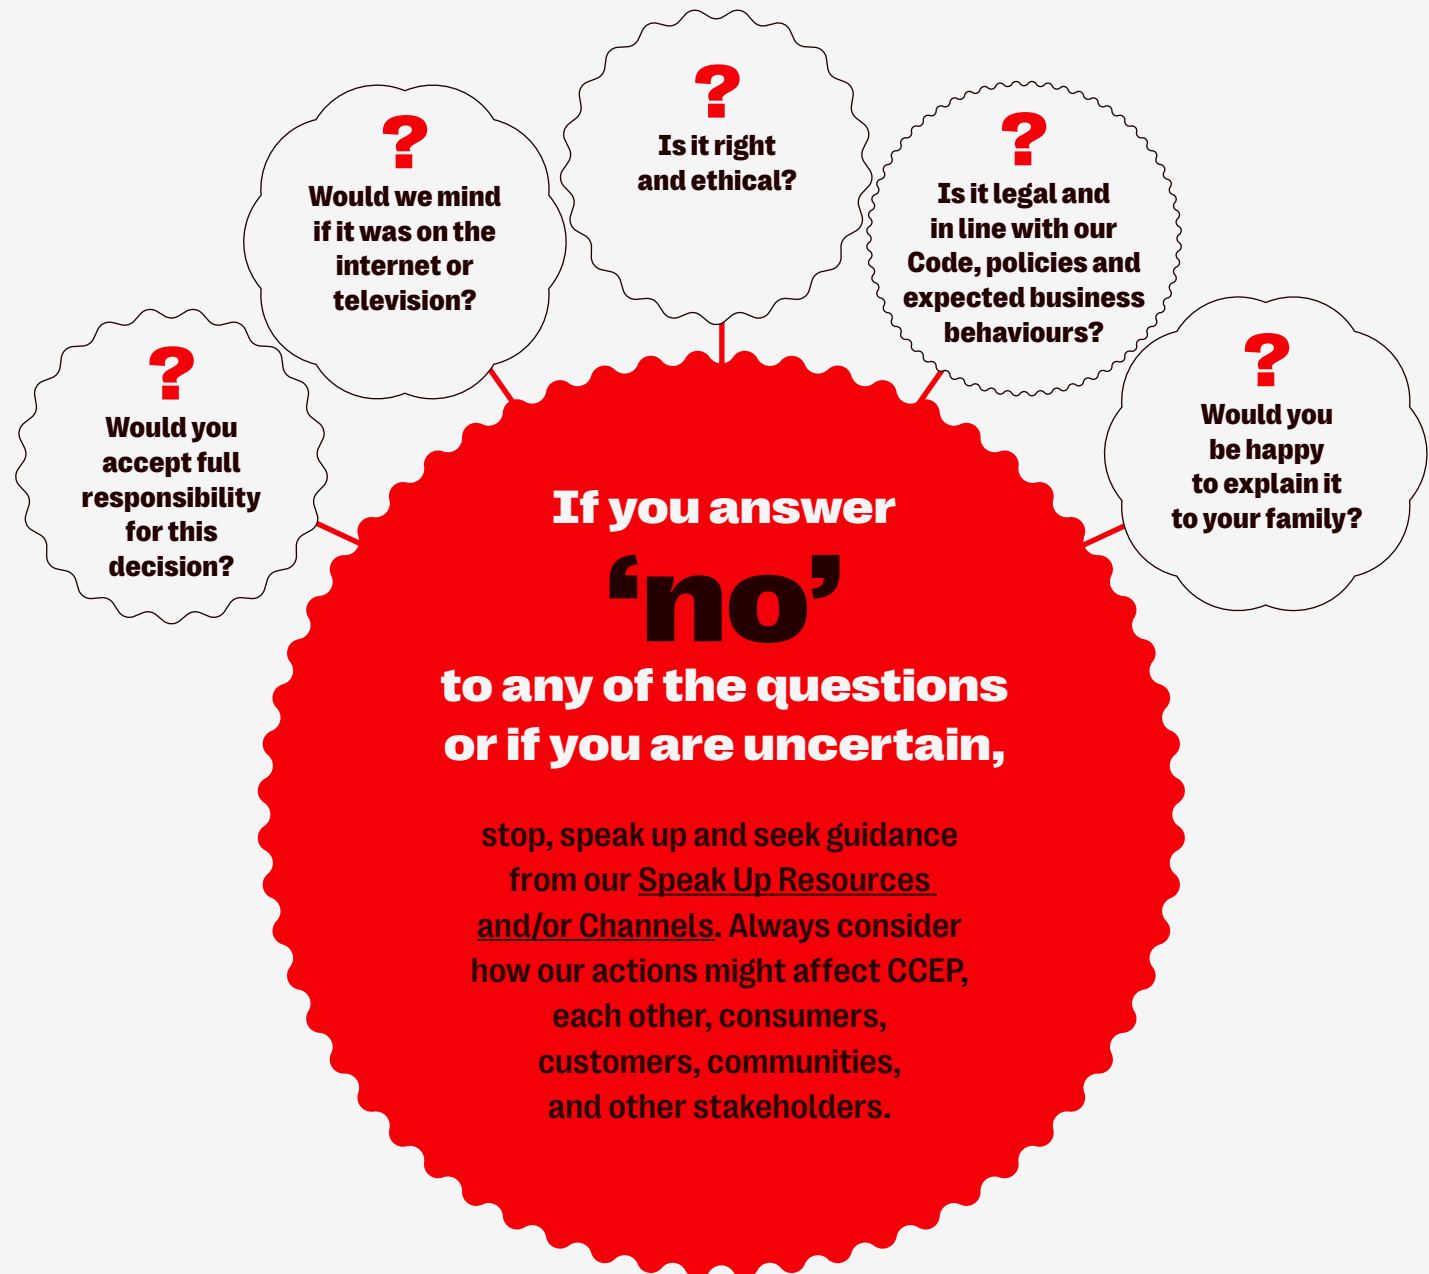 ?
Would you
accept full
responsibility
for this
decision?
?
Would we mind
if it was on the
internet or
television?
?
Is it right
and ethical?
?
Is it legal and
in line with our
Code, policies and
expected business
behaviours?
?
Would you
be happy
to explain it
to your family?
If you answer
‘no’
to any of the questions
or if you are uncertain,
stop, speak up and seek guidance
from our Speak Up Resources
and/or Channels. Always consider
how our actions might affect CCEP,
each other, consumers,
customers, communities,
and other stakeholders.